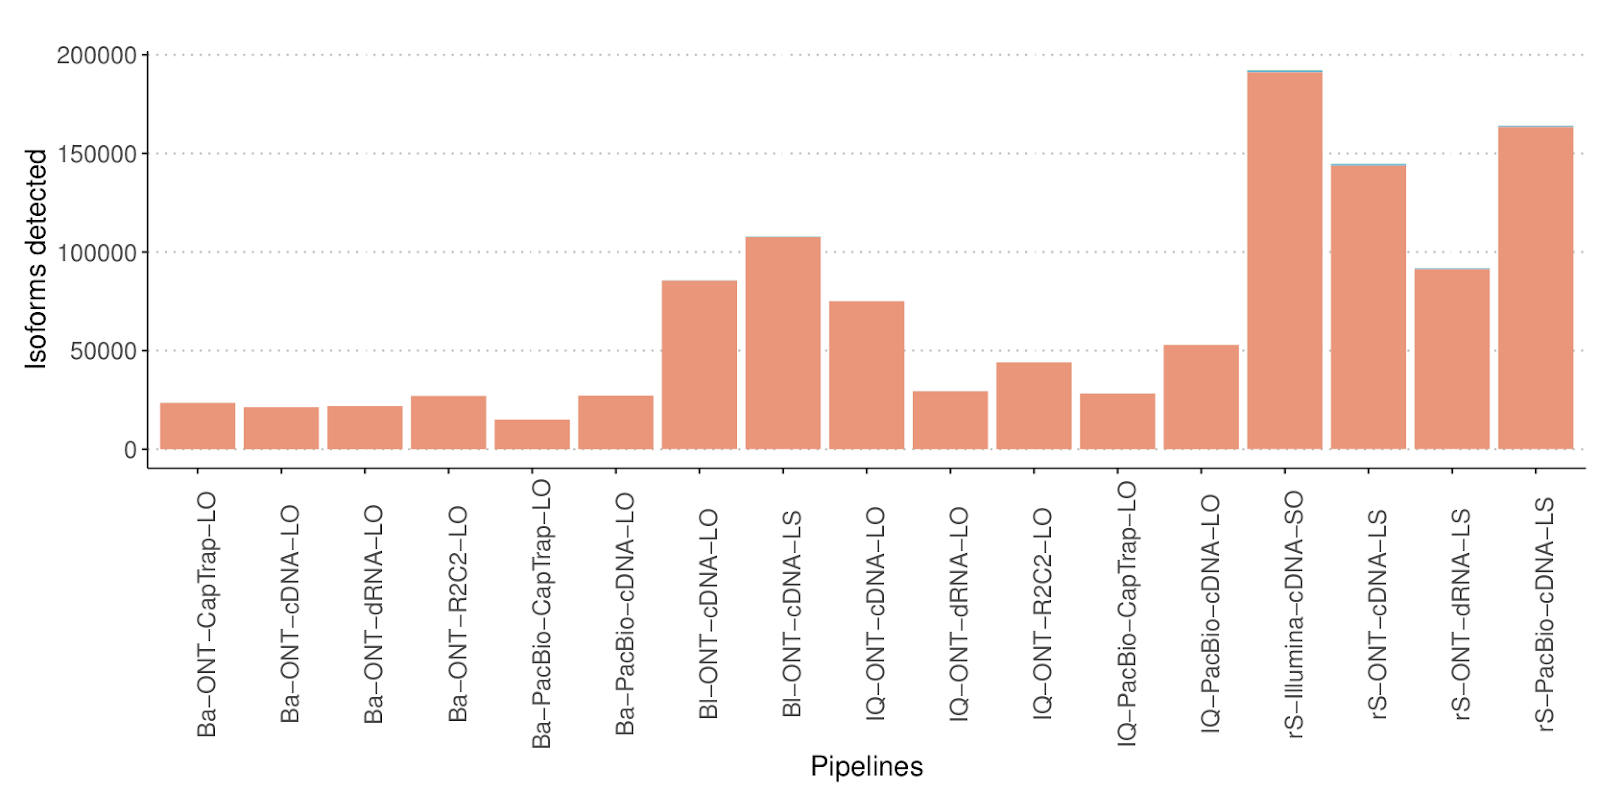 200000
150000
100000
50000
0
Isoforms detected
Ba−ONT−CapTrap−LO
Ba−ONT−cDNA−LO
Ba−ONT−dRNA−LO
Ba−ONT−R2C2−LO
Ba−PacBio−CapTrap−LO
Ba−PacBio−cDNA−LO
BI−ONT−cDNA−LO
BI−ONT−cDNA−LS
IQ−ONT−cDNA−LO
IQ−ONT−dRNA−LO
IQ−ONT−R2C2−LO
IQ−PacBio−CapTrap−LO
IQ−PacBio−cDNA−LO
rS−Illumina−cDNA−SO
rS−ONT−cDNA−LS
rS−ONT−dRNA−LS
rS−PacBio−cDNA−LS
Pipelines